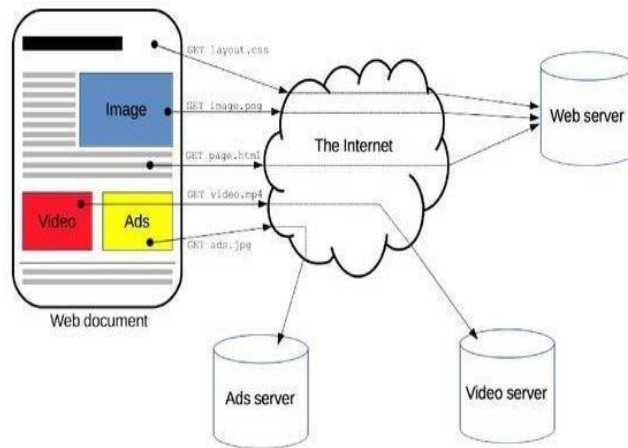 GET layout.css
Image
GET image.png
The Internet
Web server
GET page.html
GET video.mp4
Video
Ads
GET ads.jpg
Web document
Ads server
Video server